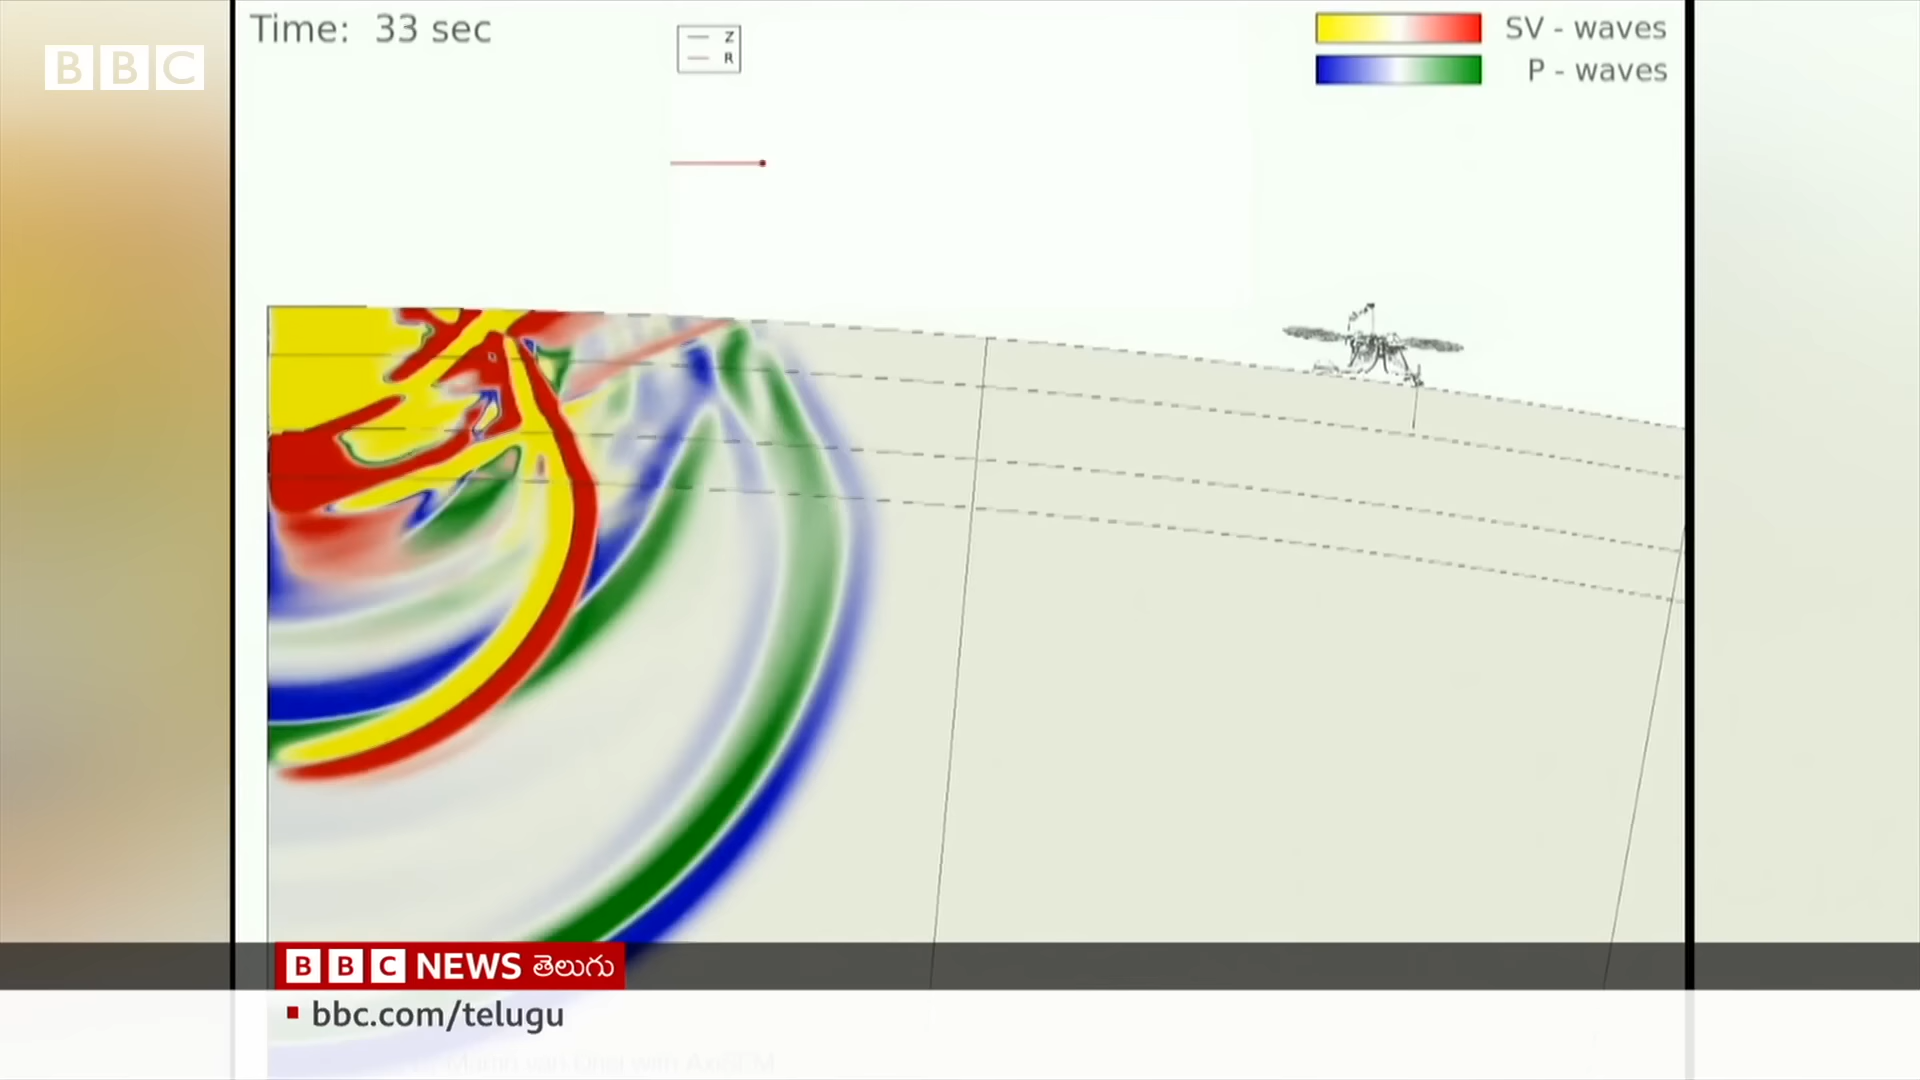 Time: 33 sec
BBC
Z
R
SV - waves
P - waves
BBC NEWS తెలుగు
bbc.com/telugu